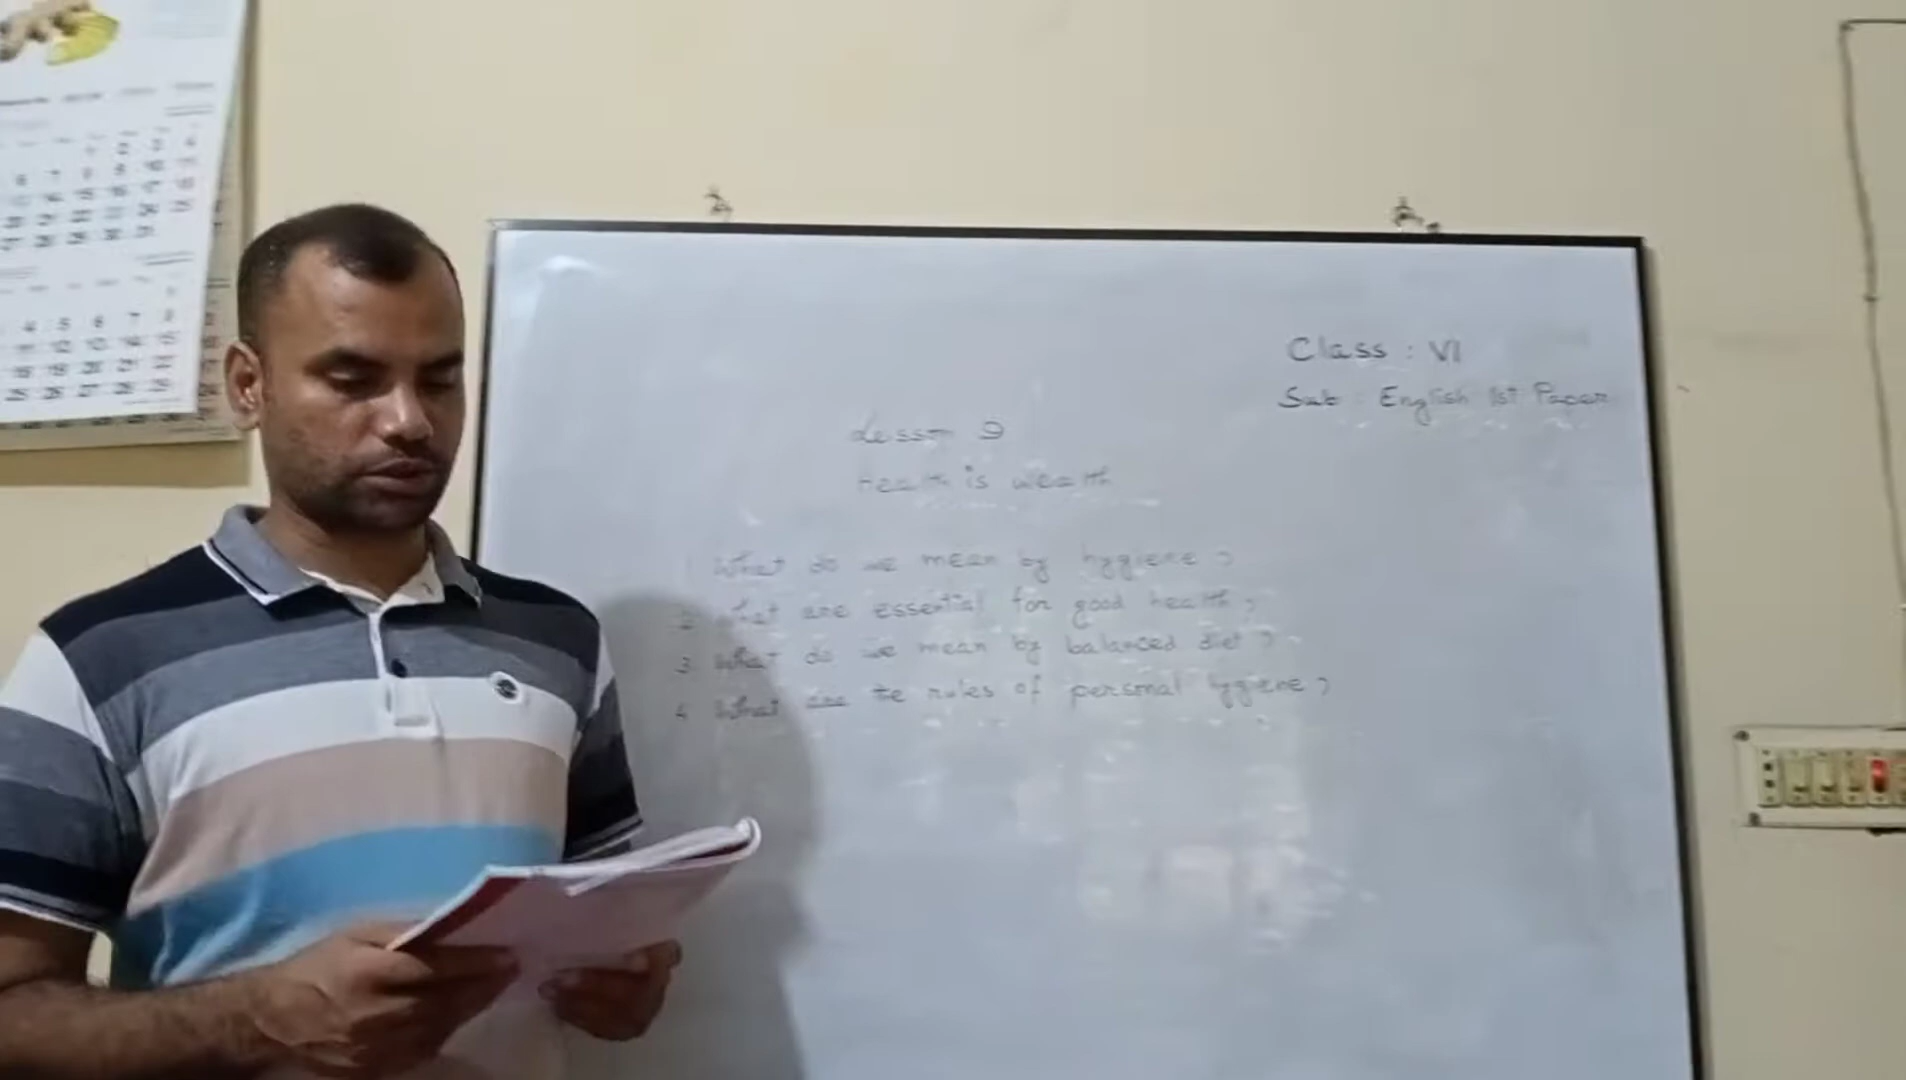 Class : VI
Sub : English 1st Paper
Lesson 9
Health is wealth
1 What do we mean by hygiene ?
2 What are essential for good health ?
3 What do we mean by balanced diet ?
4 What are the rules of personal hygiene ?